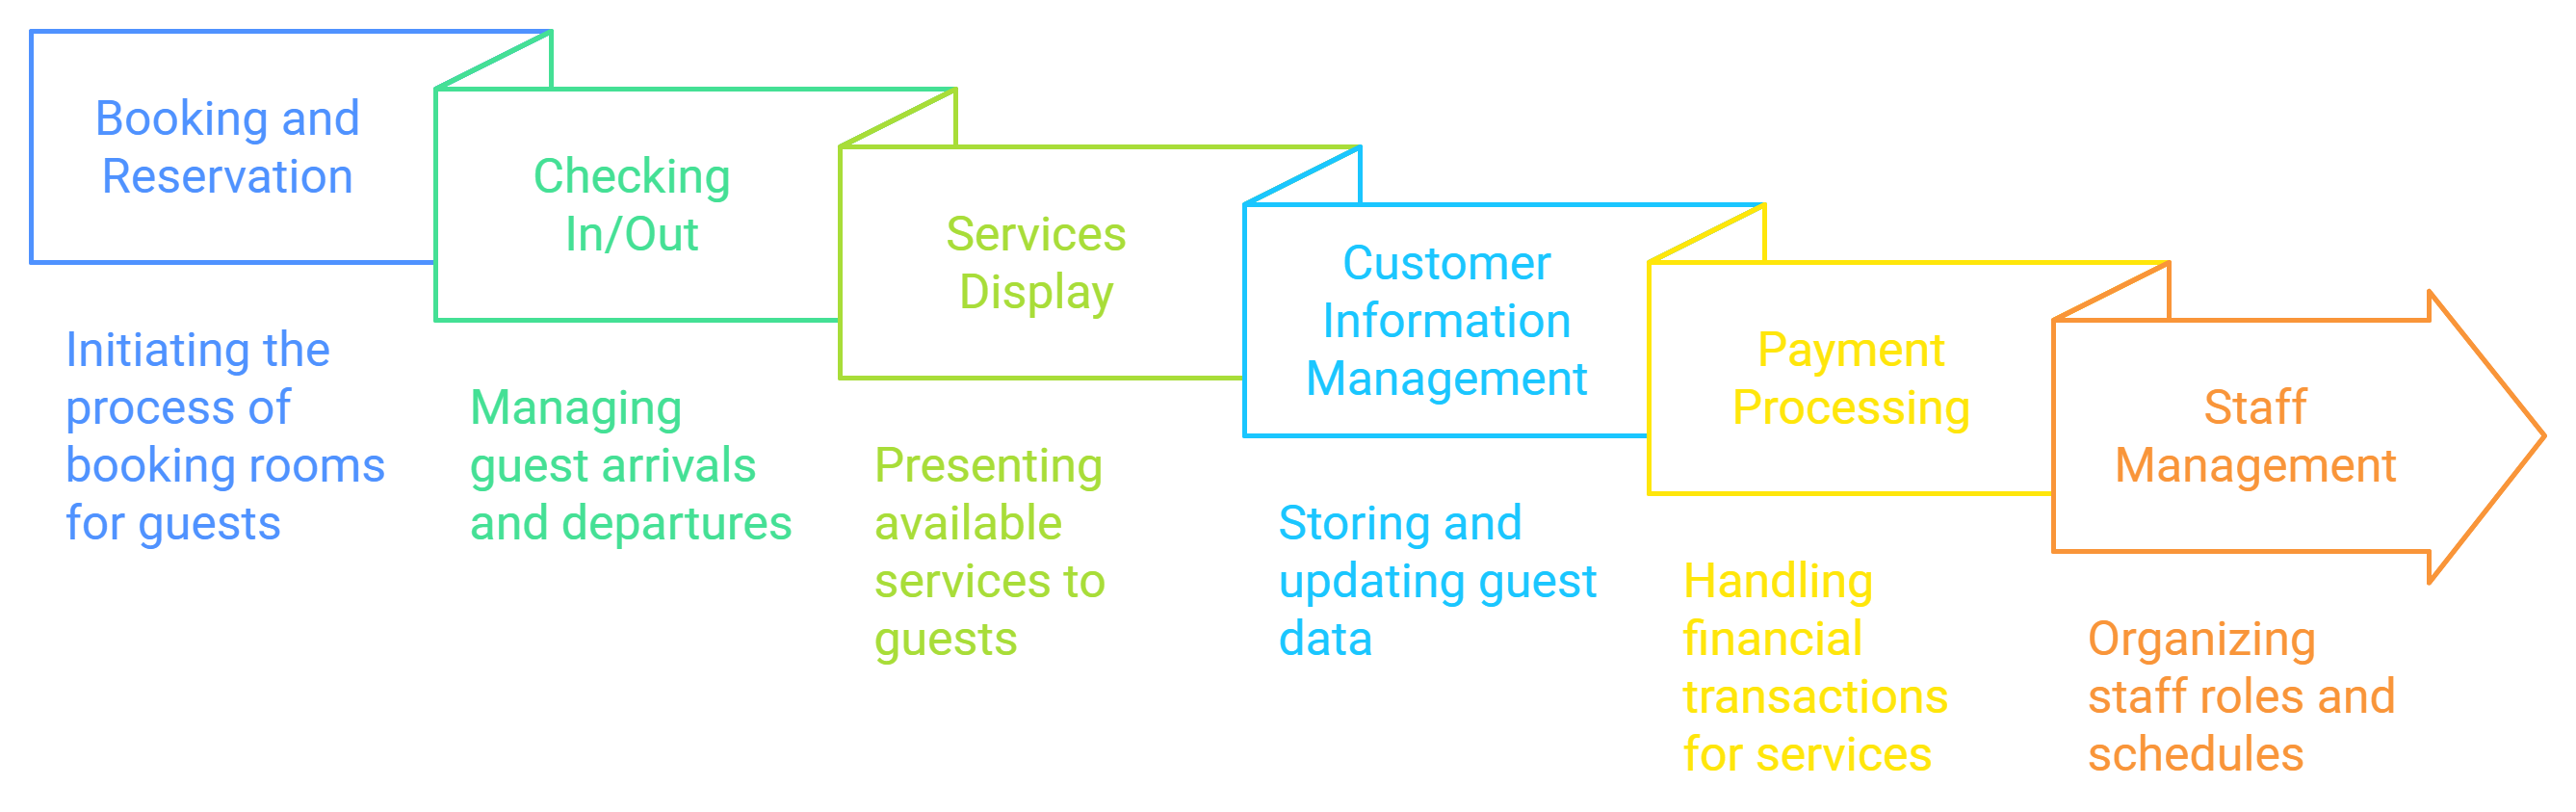 Booking and
Reservation
Initiating the
process of
booking rooms
for guests
Checking
In/Out
Managing
guest arrivals
and departures
Services
Display
Presenting
available
services to
guests
Customer
Information
Management
Storing and
updating guest
data
Payment
Processing
Handling
financial
transactions
for services
Staff
Management
Organizing
staff roles and
schedules